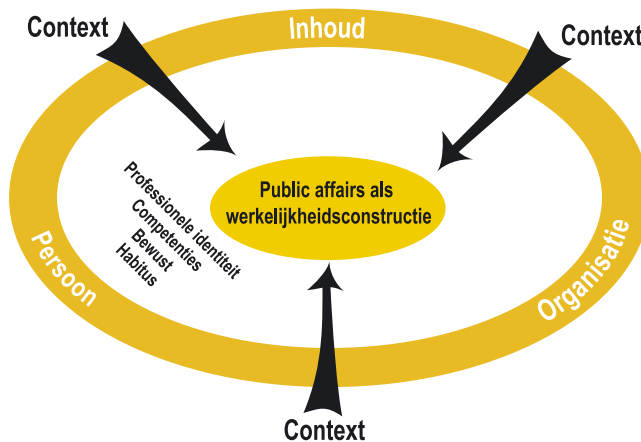 Context
Inhoud
Context
Professionele identiteit
Competenties
Bewust
Habitus
Public affairs als
werkelijkheidsconstructie
Persoon
Organisatie
Context